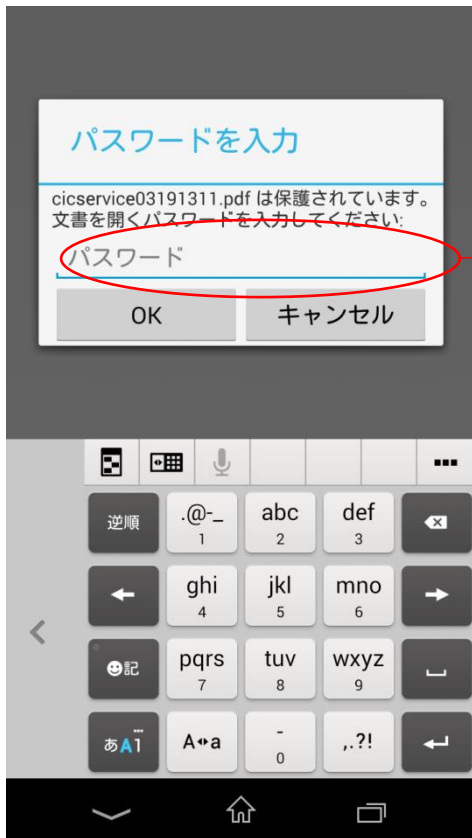 パスワードを入力
cicservice03191311.pdf は保護されています。
文書を開くパスワードを入力してください:
パスワード
OK
キャンセル
逆順
.@-_
1
abc
2
def
3
ghi
4
jkl
5
mno
6
記
pqrs
7
tuv
8
wxyz
9
あA1
A⇔a
-
0
,.?!